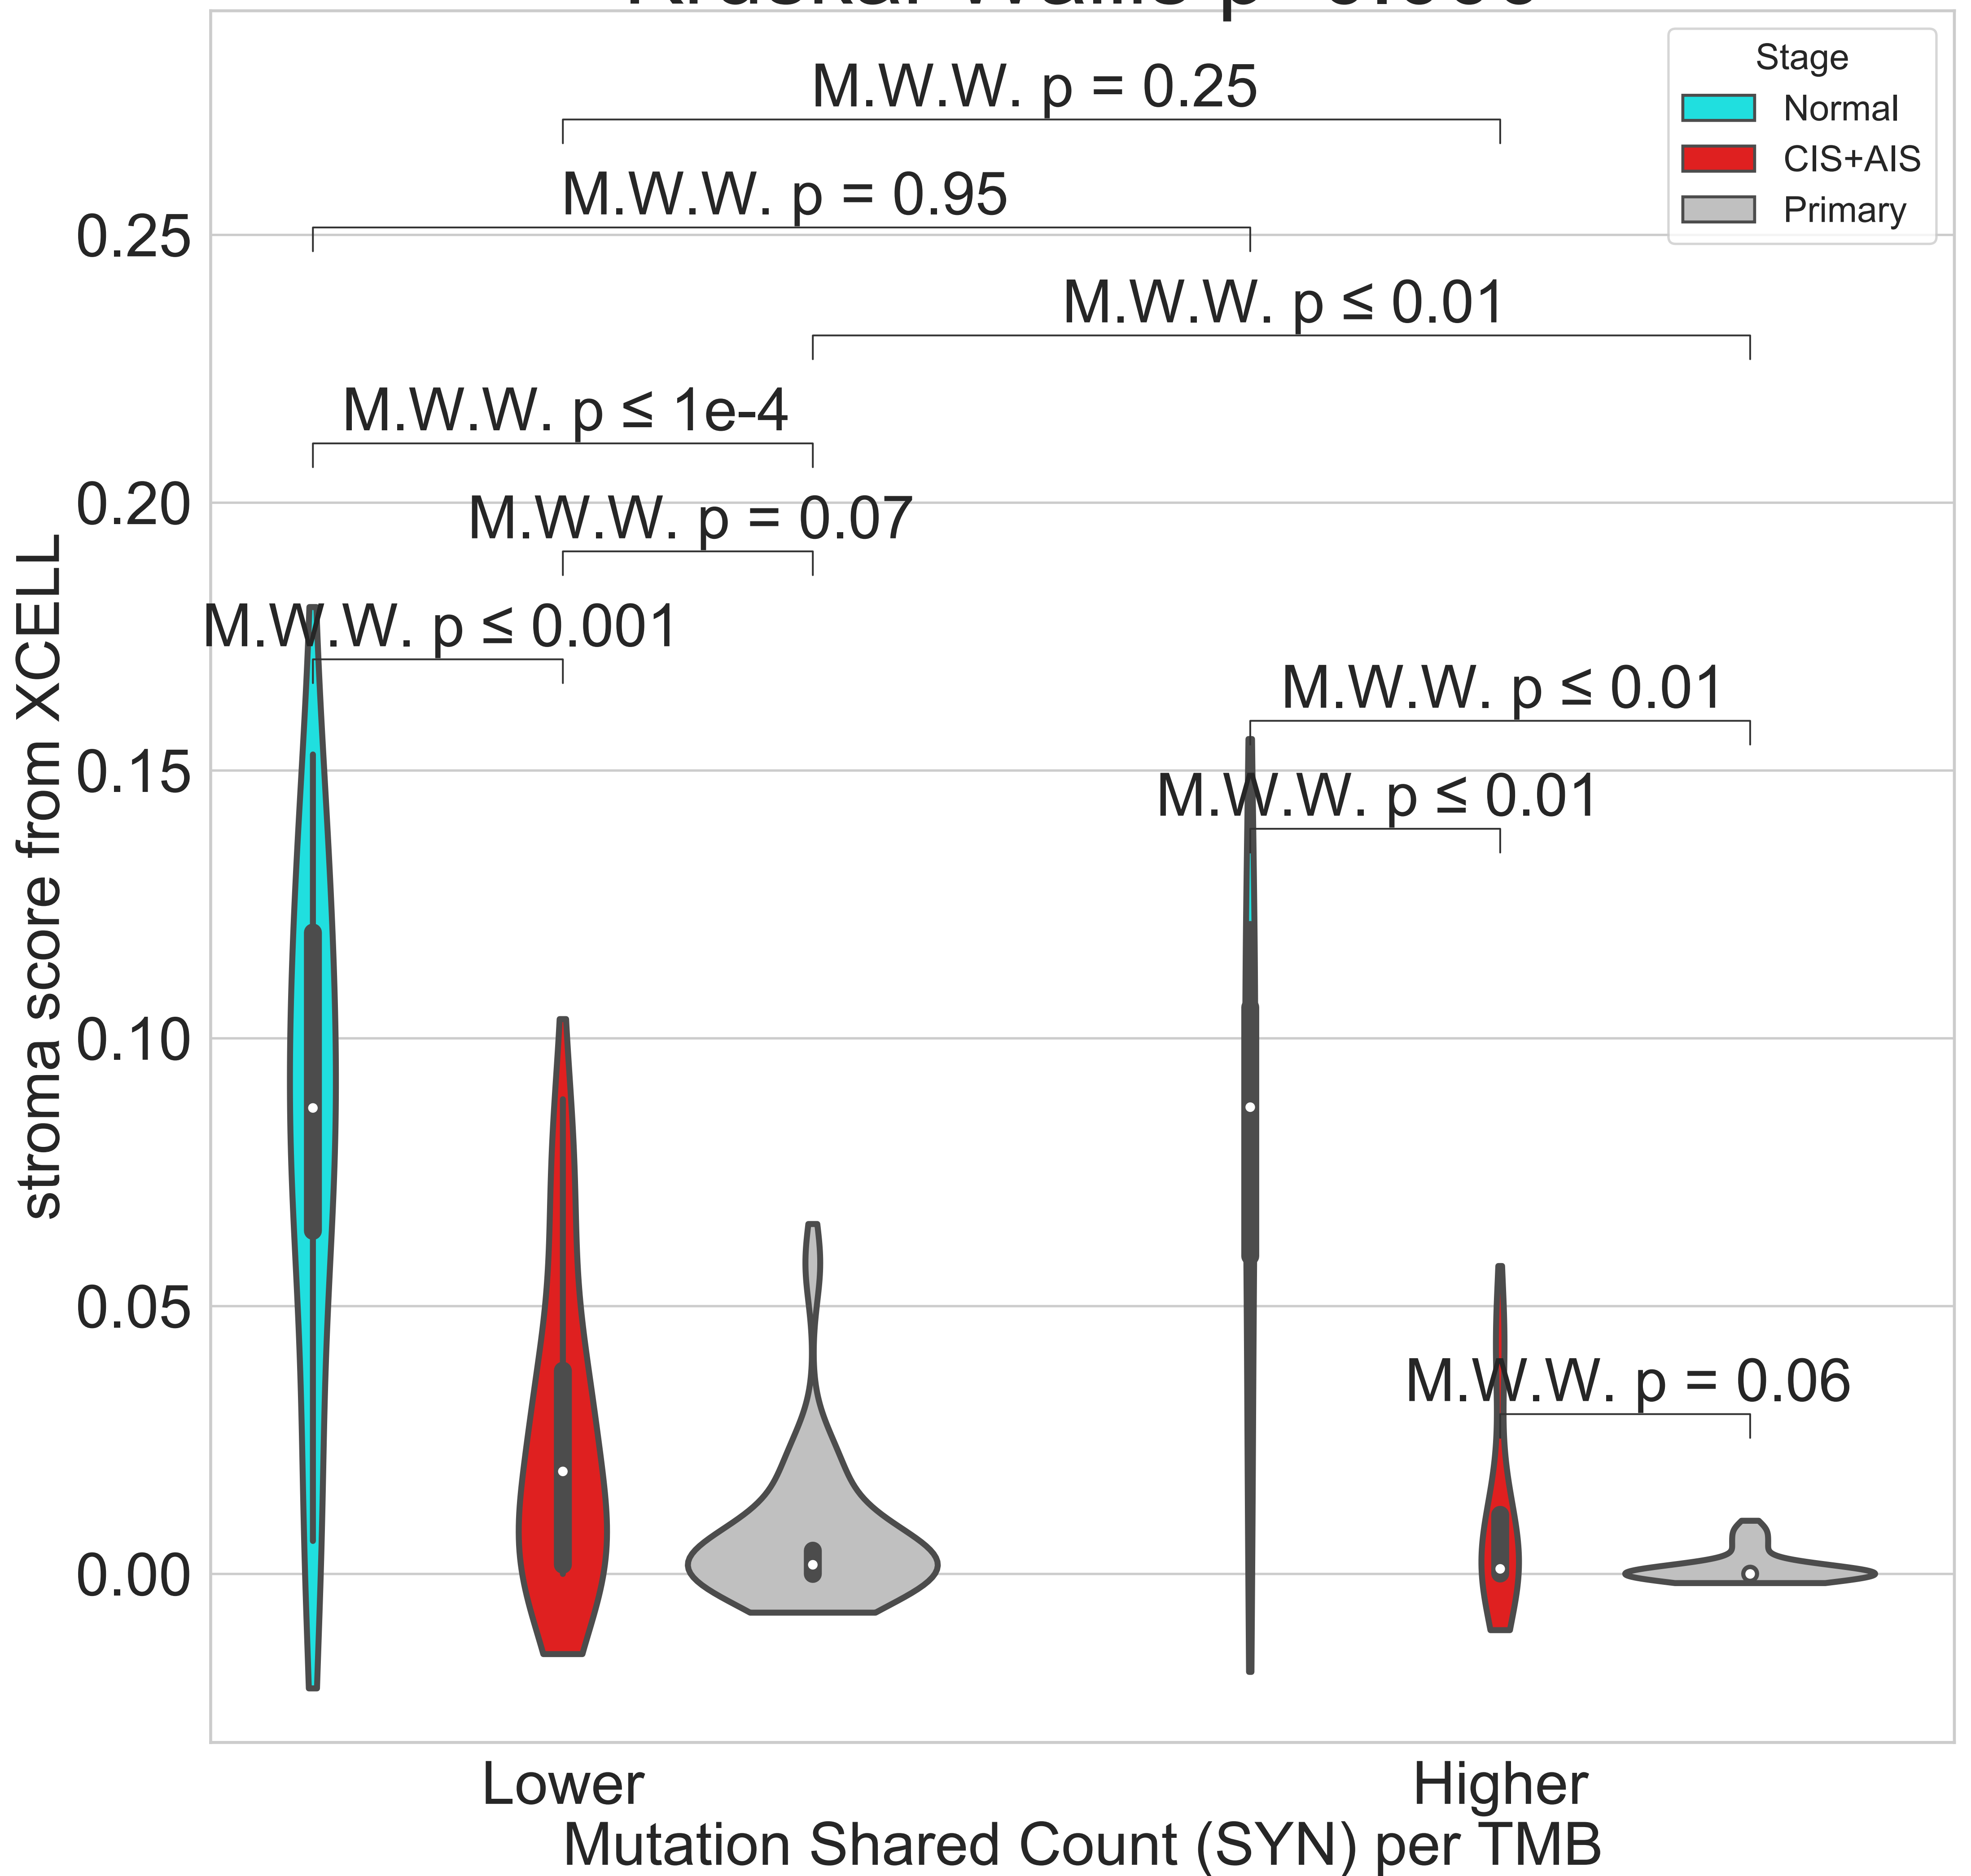 Stage
Normal
CIS+AIS
Primary
M.W.W. p = 0.25
M.W.W. p = 0.95
M.W.W. p ≤ 0.01
M.W.W. p ≤ 1e-4
M.W.W. p = 0.07
M.W.W. p ≤ 0.001
M.W.W. p ≤ 0.01
M.W.W. p ≤ 0.01
M.W.W. p = 0.06
0.25
0.20
0.15
0.10
0.05
0.00
stroma score from XCELL
Lower Higher
Mutation Shared Count (SYN) per TMB